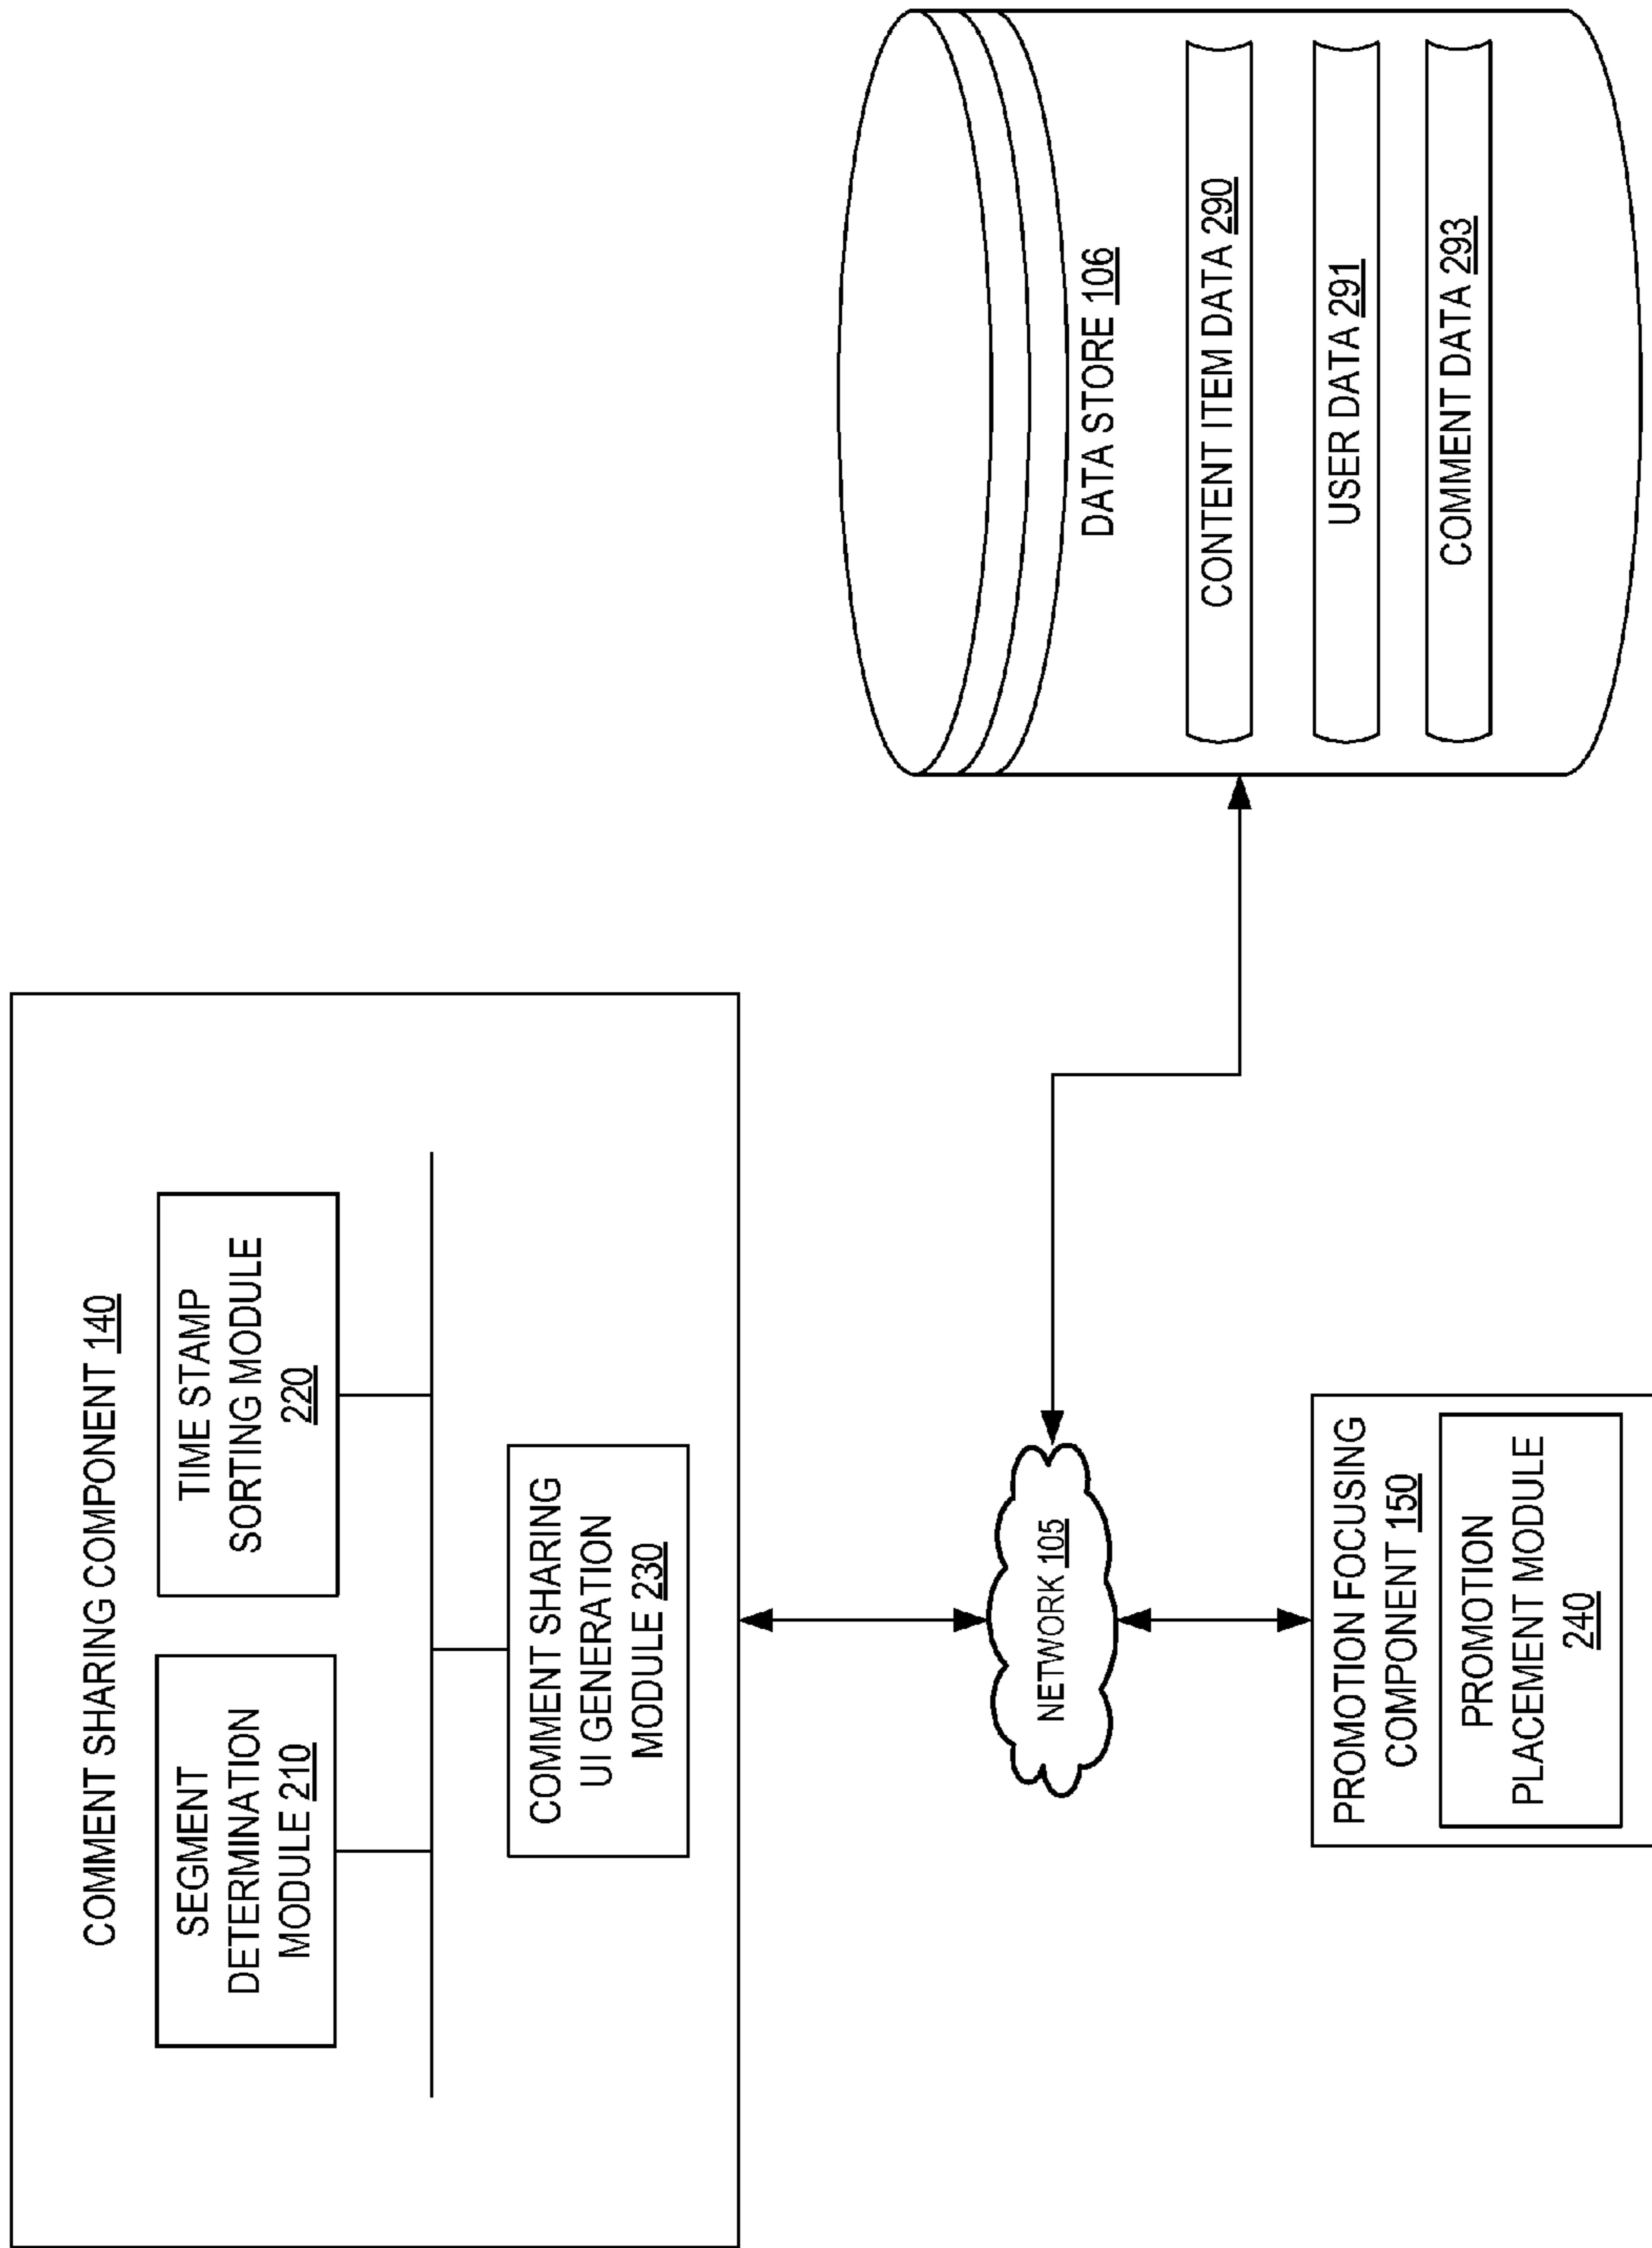 COMMENT SHARING COMPONENT 140
SEGMENT
DETERMINATION
MODULE 210
TIME STAMP
SORTING MODULE
220
COMMENT SHARING
UI GENERATION
MODULE 230
NETWORK 105
PROMOTION FOCUSING
COMPONENT 150
PROMOTION
PLACEMENT MODULE
240
DATA STORE 106
CONTENT ITEM DATA 290
USER DATA 291
COMMENT DATA 293